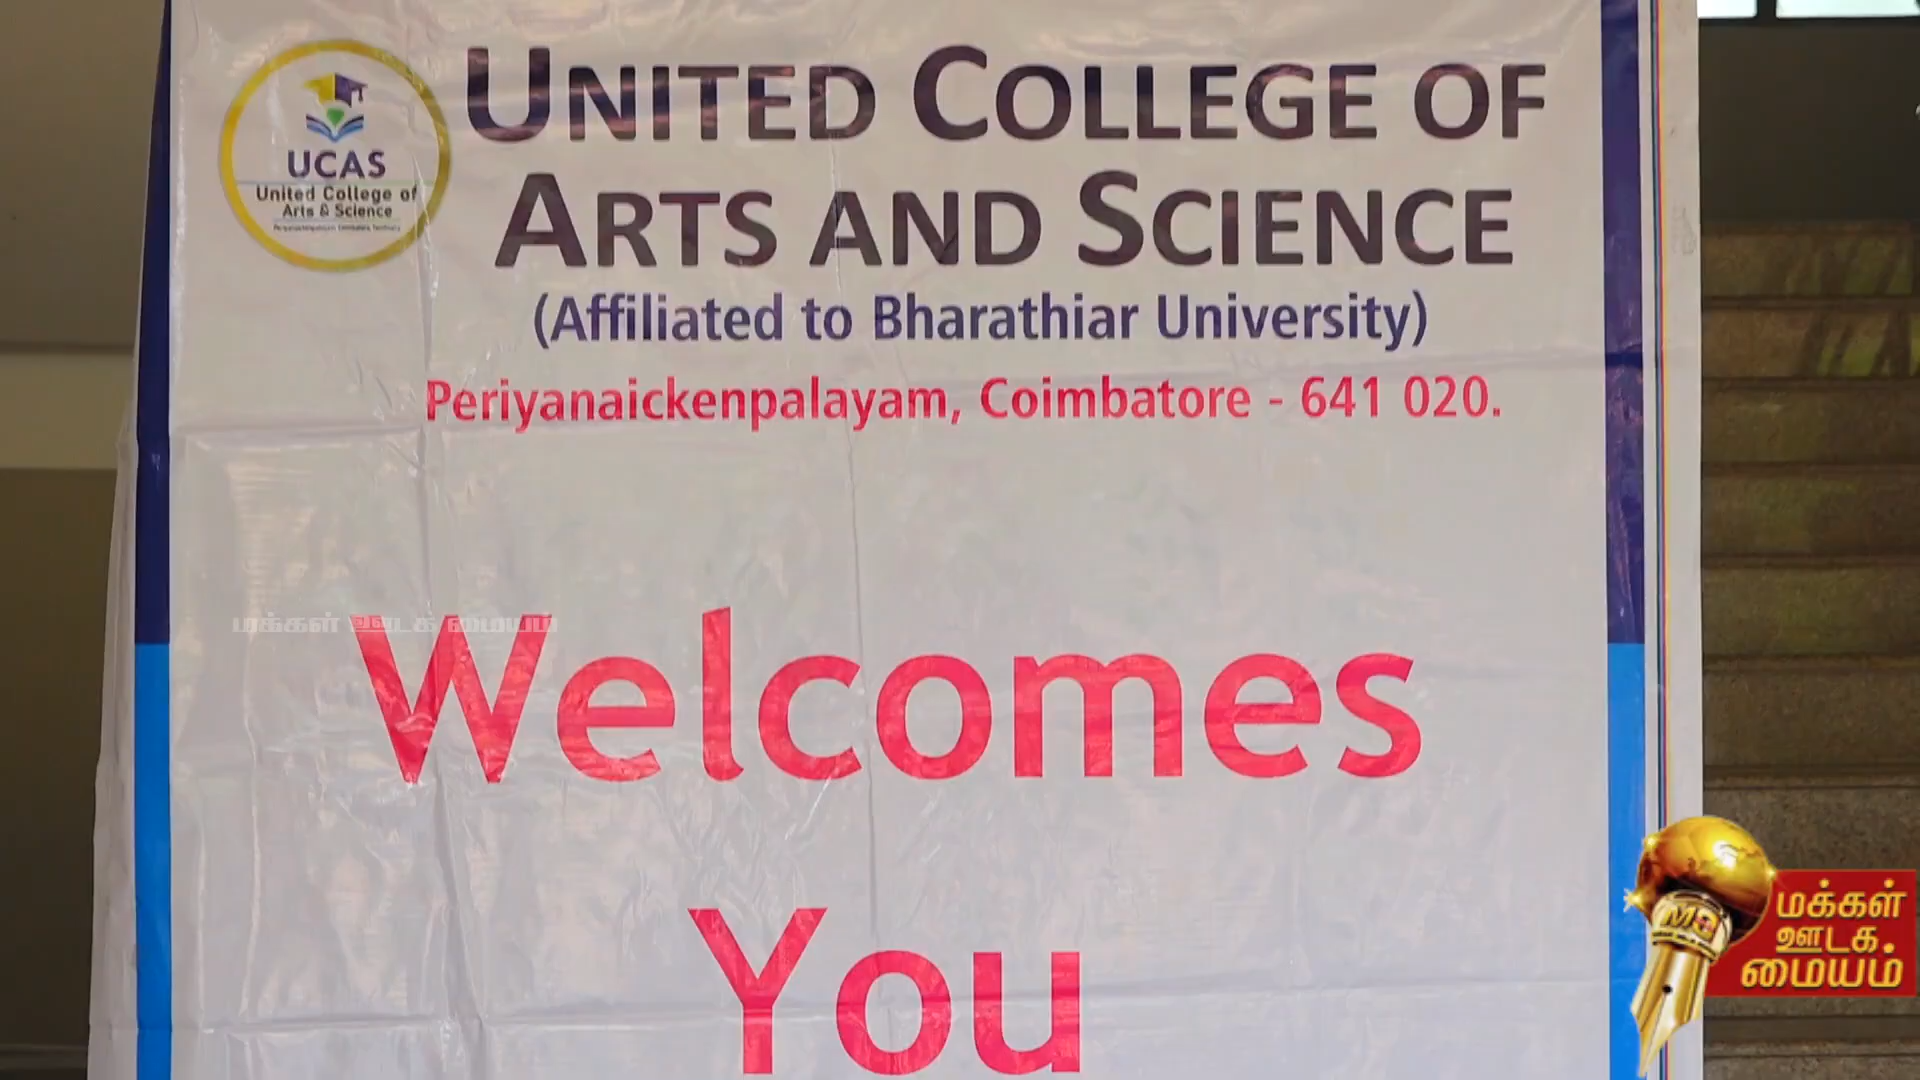 UNITED COLLEGE OF
ARTS AND SCIENCE
(Affiliated to Bharathiar University)
Periyanaickenpalayam, Coimbatore - 641 020.
UCAS
United College of
Arts & Science
மக்கள் ஊடக மையம்
Welcomes
You
மக்கள்
ஊடக
மையம்